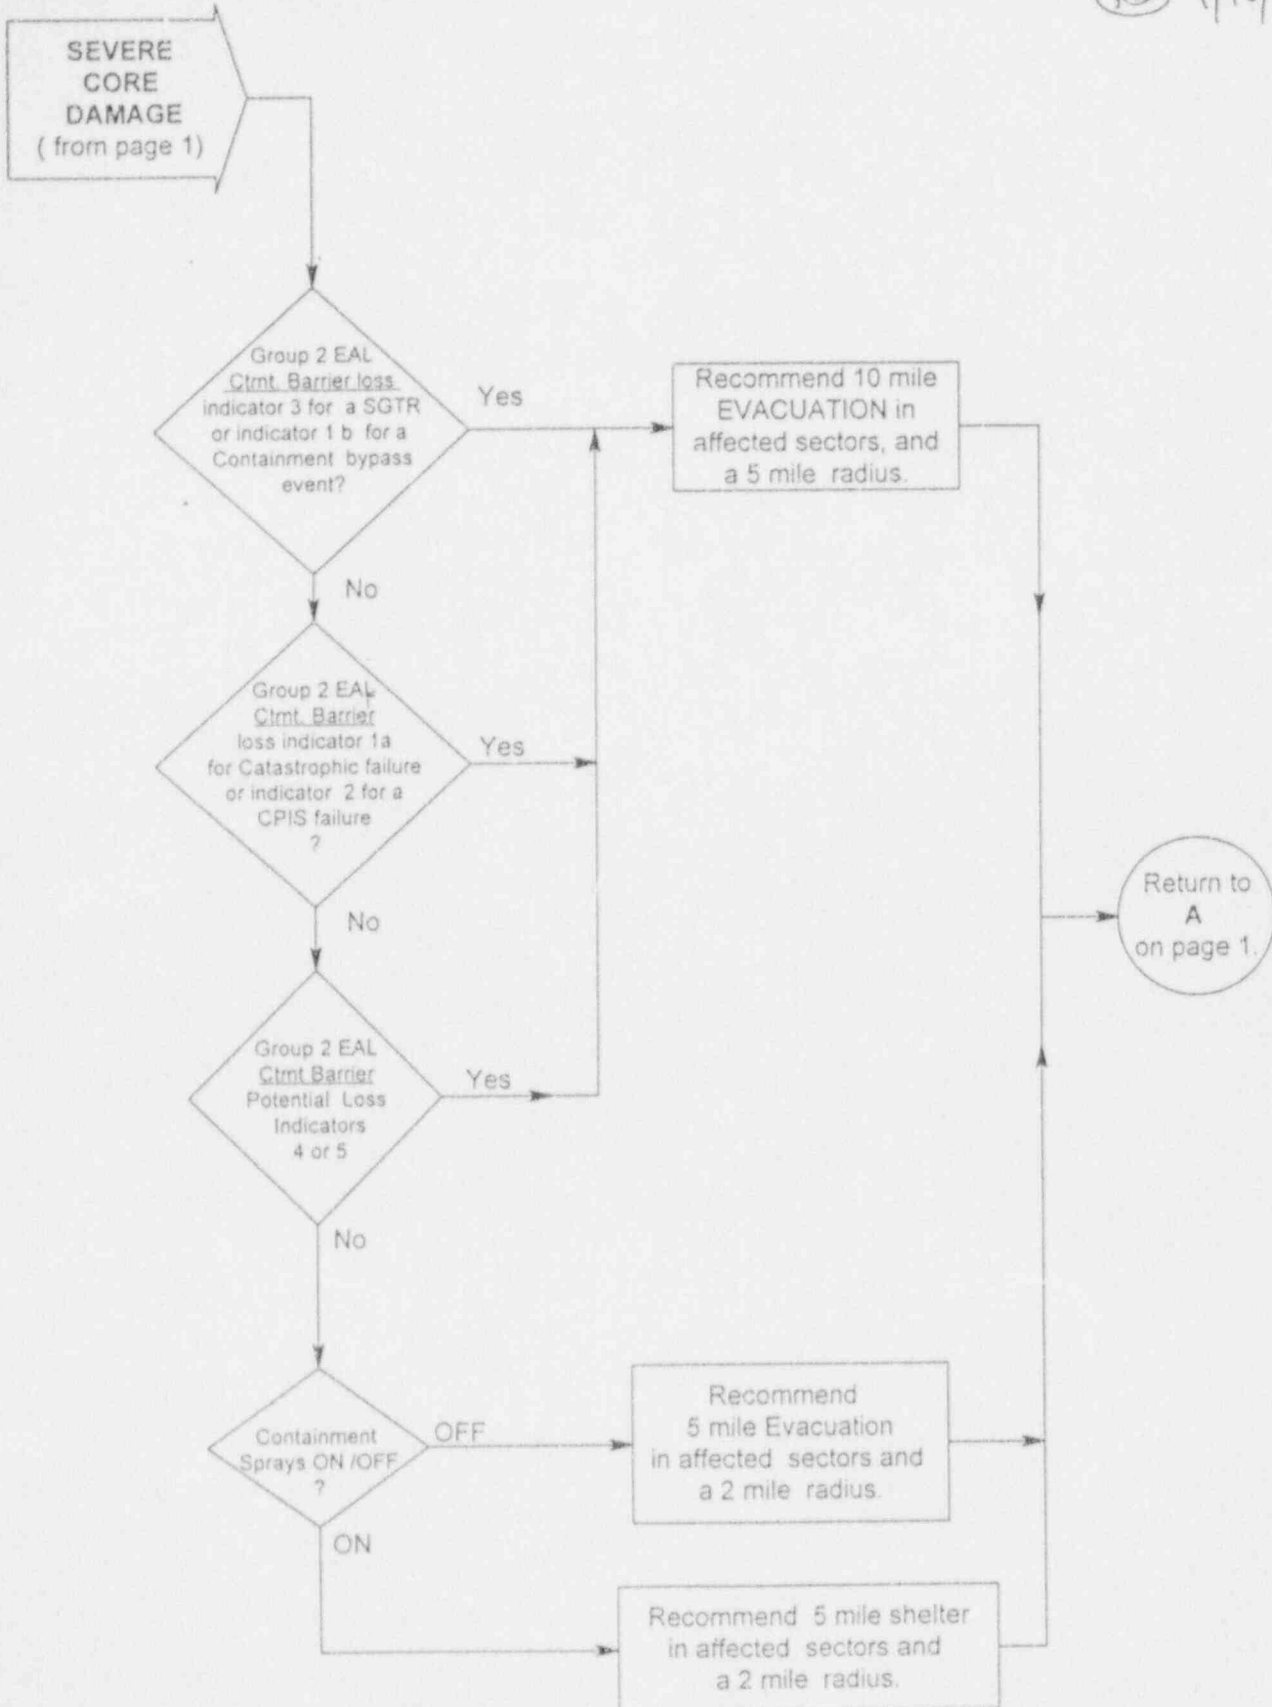 SEVERE
CORE
DAMAGE
( from page 1)
Group 2 EAL
Ctmt. Barrier loss
indicator 3 for a SGTR
or indicator 1 b for a
Containment bypass
event?
Yes
Recommend 10 mile
EVACUATION in
affected sectors, and
a 5 mile radius.
No
Group 2 EAL
Ctmt. Barrier
loss indicator 1a
for Catastrophic failure
or indicator 2 for a
CPIS failure
?
Yes
No
Return to
A
on page 1.
Group 2 EAL
Ctmt Barrier
Potential Loss
Indicators
4 or 5
Yes
No
Containment
Sprays ON /OFF
?
OFF
Recommend
5 mile Evacuation
in affected sectors and
a 2 mile radius.
ON
Recommend 5 mile shelter
in affected sectors and
a 2 mile radius.